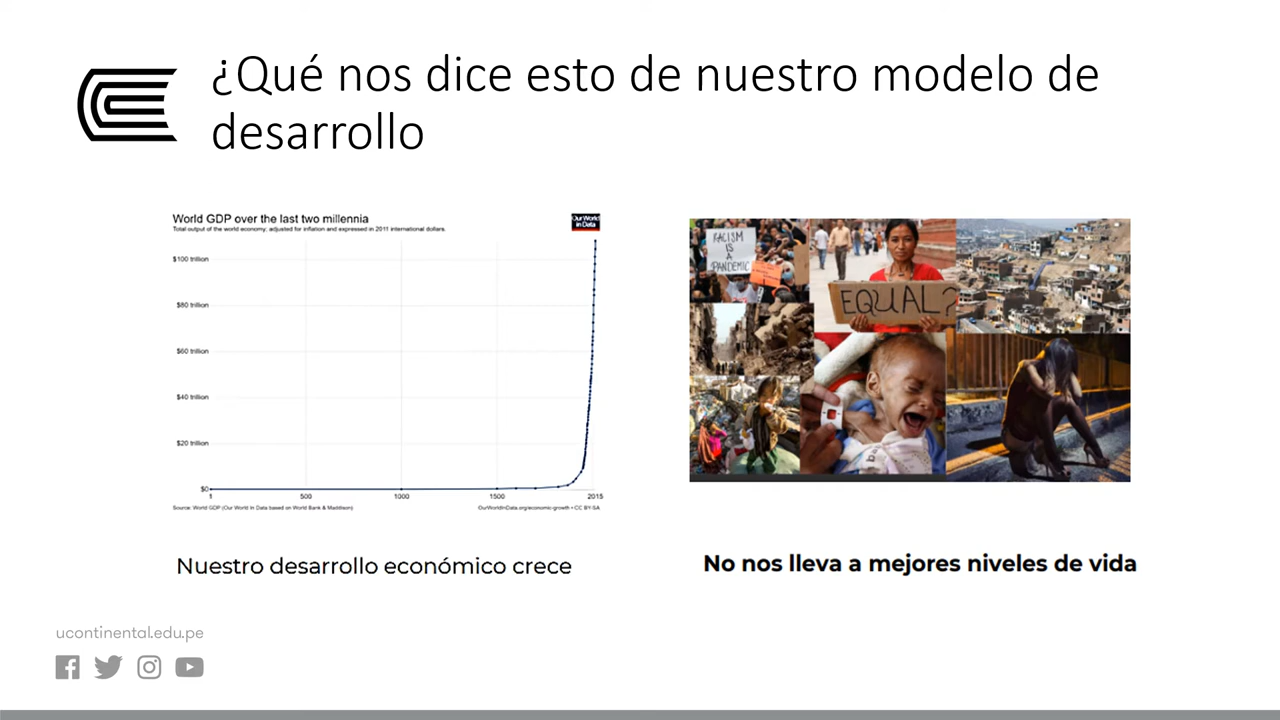 ¿Qué nos dice esto de nuestro modelo de
desarrollo
World GDP over the last two millennia
Total output of the world economy; adjusted for inflation and expressed in 2011 international dollars.
Our World
in Data
$100 trillion
$80 trillion
$60 trillion
$40 trillion
$20 trillion
$0
1
500
1000
1500
2015
Source: World GDP (Our World In Data based on World Bank & Maddison)
OurWorldInData.org/economic-growth • CC BY-SA
RACISM
IS
A
PANDEMIC
EQUAL?
Nuestro desarrollo económico crece
No nos lleva a mejores niveles de vida
ucontinental.edu.pe